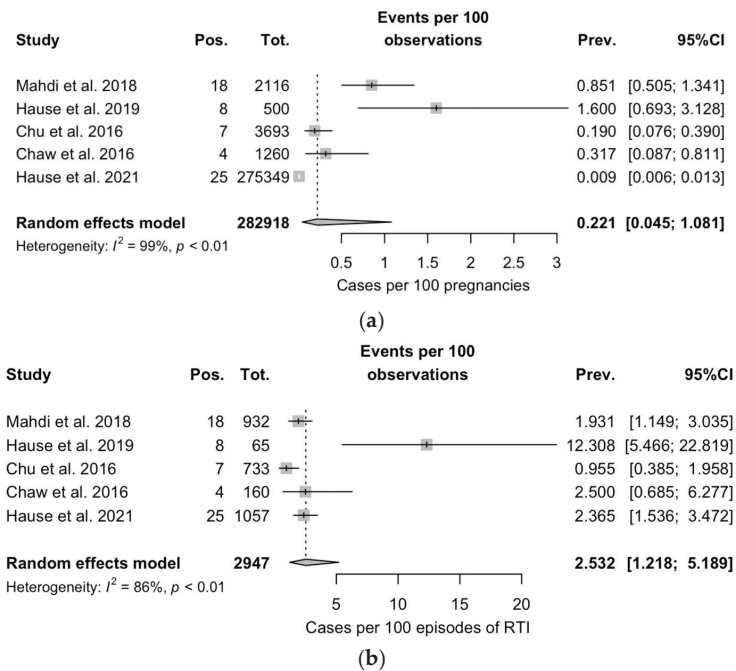 Events per 100
Study Pos. Tot. observations Prev. 95%CI
Mahdi et al. 2018 18 2116 0.851 [0.505; 1.341]
Hause et al. 2019 8 500 1.600 [0.693; 3.128]
Chu et al. 2016 7 3693 0.190 [0.076; 0.390]
Chaw et al. 2016 4 1260 0.317 [0.087; 0.811]
Hause et al. 2021 25 275349 0.009 [0.006; 0.013]
Random effects model 282918 0.221 [0.045; 1.081]
Heterogeneity: I² = 99%, p < 0.01
0.5 1 1.5 2 2.5 3
Cases per 100 pregnancies
(a)
Events per 100
Study Pos. Tot. observations Prev. 95%CI
Mahdi et al. 2018 18 932 1.931 [1.149; 3.035]
Hause et al. 2019 8 65 12.308 [5.466; 22.819]
Chu et al. 2016 7 733 0.955 [0.385; 1.958]
Chaw et al. 2016 4 160 2.500 [0.685; 6.277]
Hause et al. 2021 25 1057 2.365 [1.536; 3.472]
Random effects model 2947 2.532 [1.218; 5.189]
Heterogeneity: I² = 86%, p < 0.01
5 10 15 20
Cases per 100 episodes of RTI
(b)